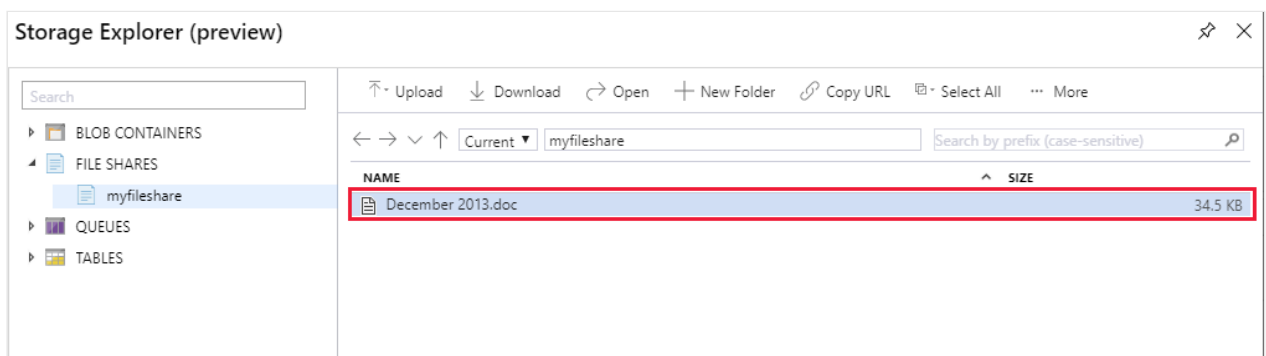 Storage Explorer (preview)
Search
BLOB CONTAINERS
FILE SHARES
myfileshare
QUEUES
TABLES
Upload Download Open New Folder Copy URL Select All ... More
Current myfileshare Search by prefix (case-sensitive)
NAME SIZE
December 2013.doc 34.5 KB